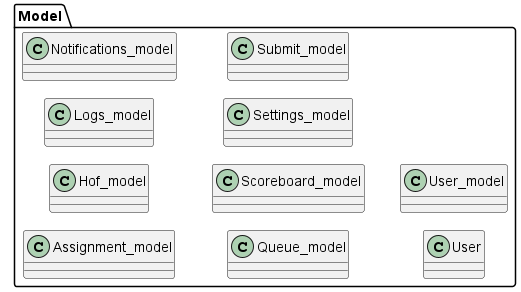 Model
C Notifications_model
C Submit_model
C Logs_model
C Settings_model
C Hof_model
C Scoreboard_model
C User_model
C Assignment_model
C Queue_model
C User